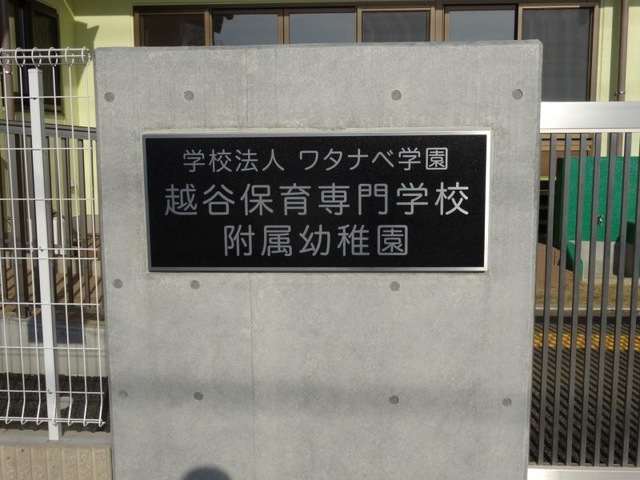 学校法人 ワタナベ学園
越谷保育専門学校
附属幼稚園